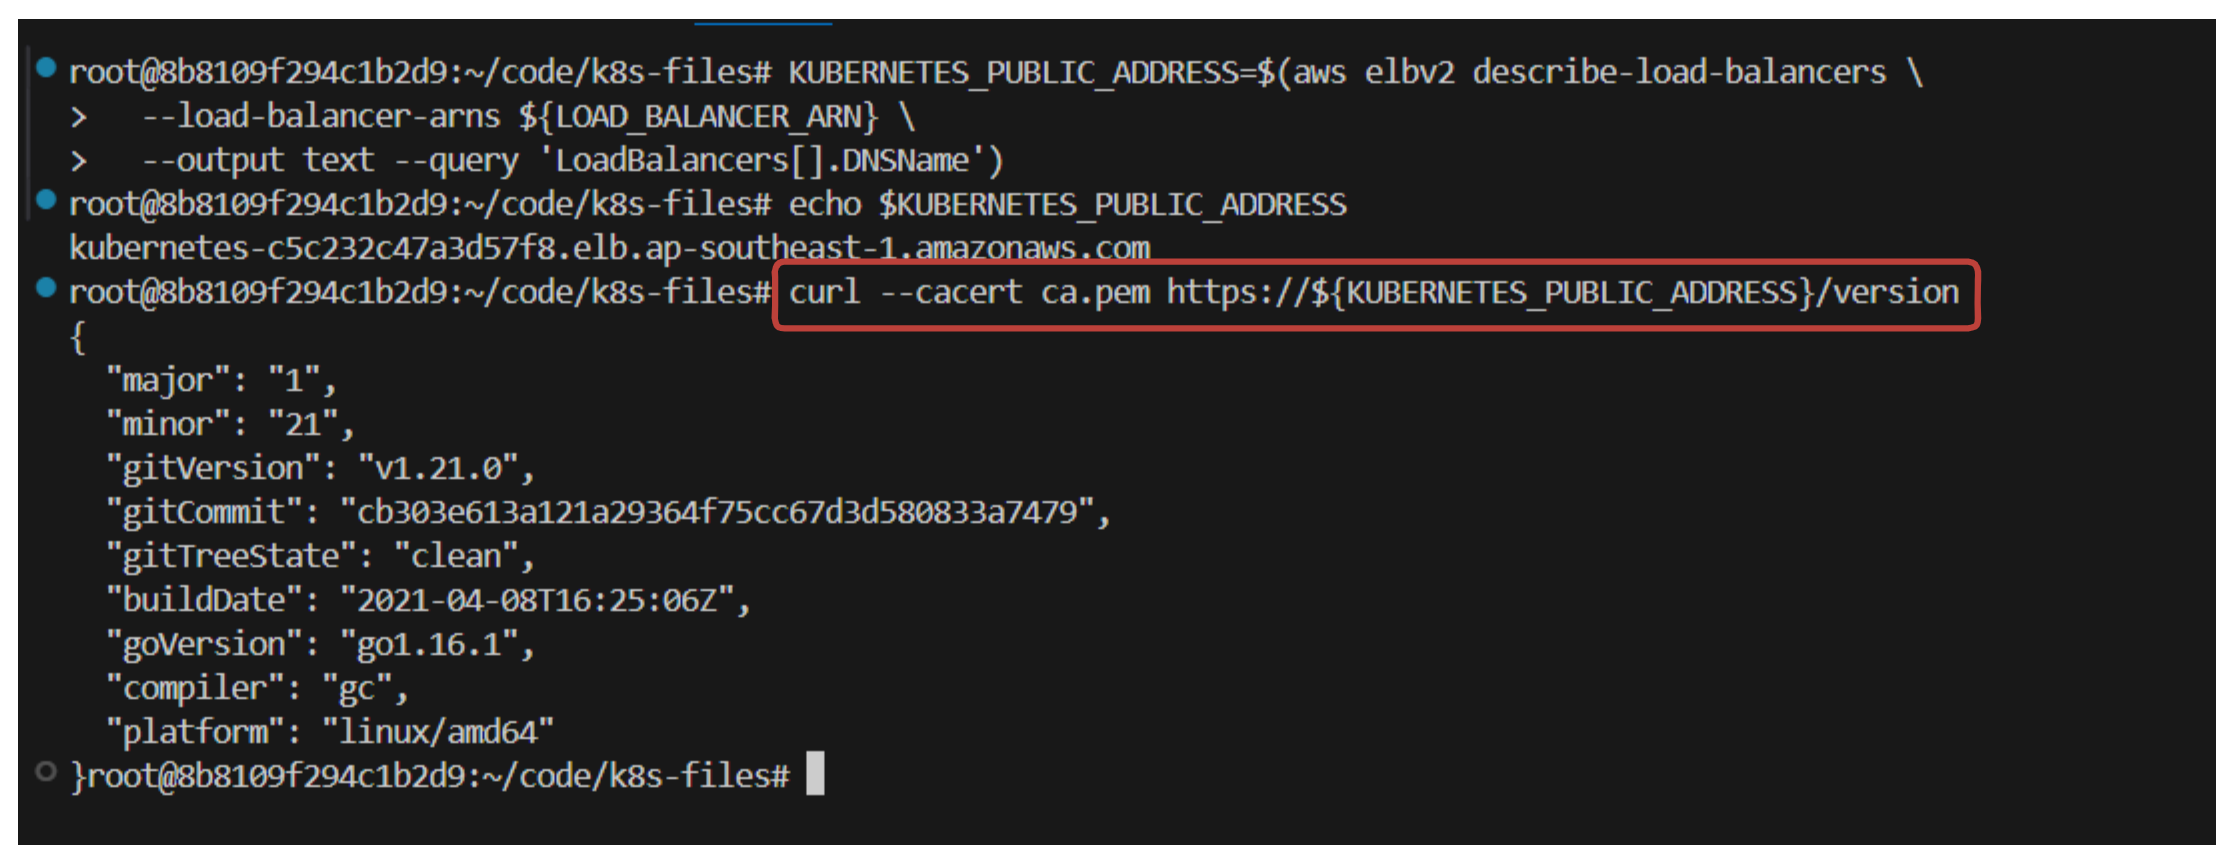 root@8b8109f294c1b2d9:~/code/k8s-files# KUBERNETES_PUBLIC_ADDRESS=$(aws elbv2 describe-load-balancers \
>   --load-balancer-arns ${LOAD_BALANCER_ARN} \
>   --output text --query 'LoadBalancers[].DNSName')
root@8b8109f294c1b2d9:~/code/k8s-files# echo $KUBERNETES_PUBLIC_ADDRESS
kubernetes-c5c232c47a3d57f8.elb.ap-southeast-1.amazonaws.com
root@8b8109f294c1b2d9:~/code/k8s-files# curl --cacert ca.pem https://${KUBERNETES_PUBLIC_ADDRESS}/version
{
  "major": "1",
  "minor": "21",
  "gitVersion": "v1.21.0",
  "gitCommit": "cb303e613a121a29364f75cc67d3d580833a7479",
  "gitTreeState": "clean",
  "buildDate": "2021-04-08T16:25:06Z",
  "goVersion": "go1.16.1",
  "compiler": "gc",
  "platform": "linux/amd64"
}root@8b8109f294c1b2d9:~/code/k8s-files#